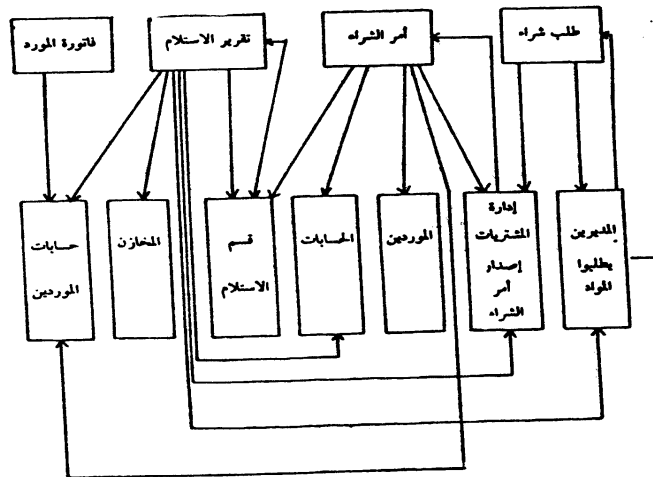 طلب شراء
أمر الشراء
تقرير الاستلام
فاتورة المورد
المديرين
يطلبوا
المواد
إدارة
المشتريات
إصدار
أمر
الشراء
الموردين
الحسابات
قسم
الاستلام
المخازن
حسابات
الموردين